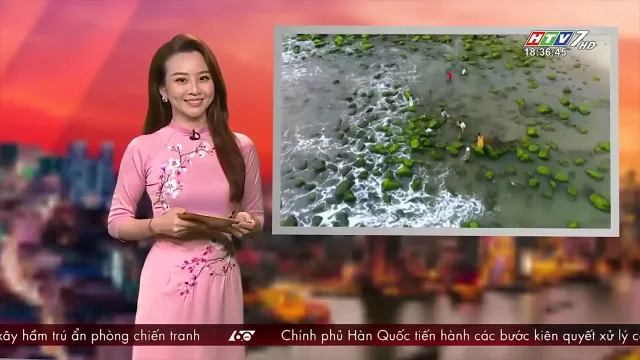 HTV7 HD
18:36:45
xây hầm trú ẩn phòng chiến tranh 60 Chính phủ Hàn Quốc tiến hành các bước kiên quyết xử lý